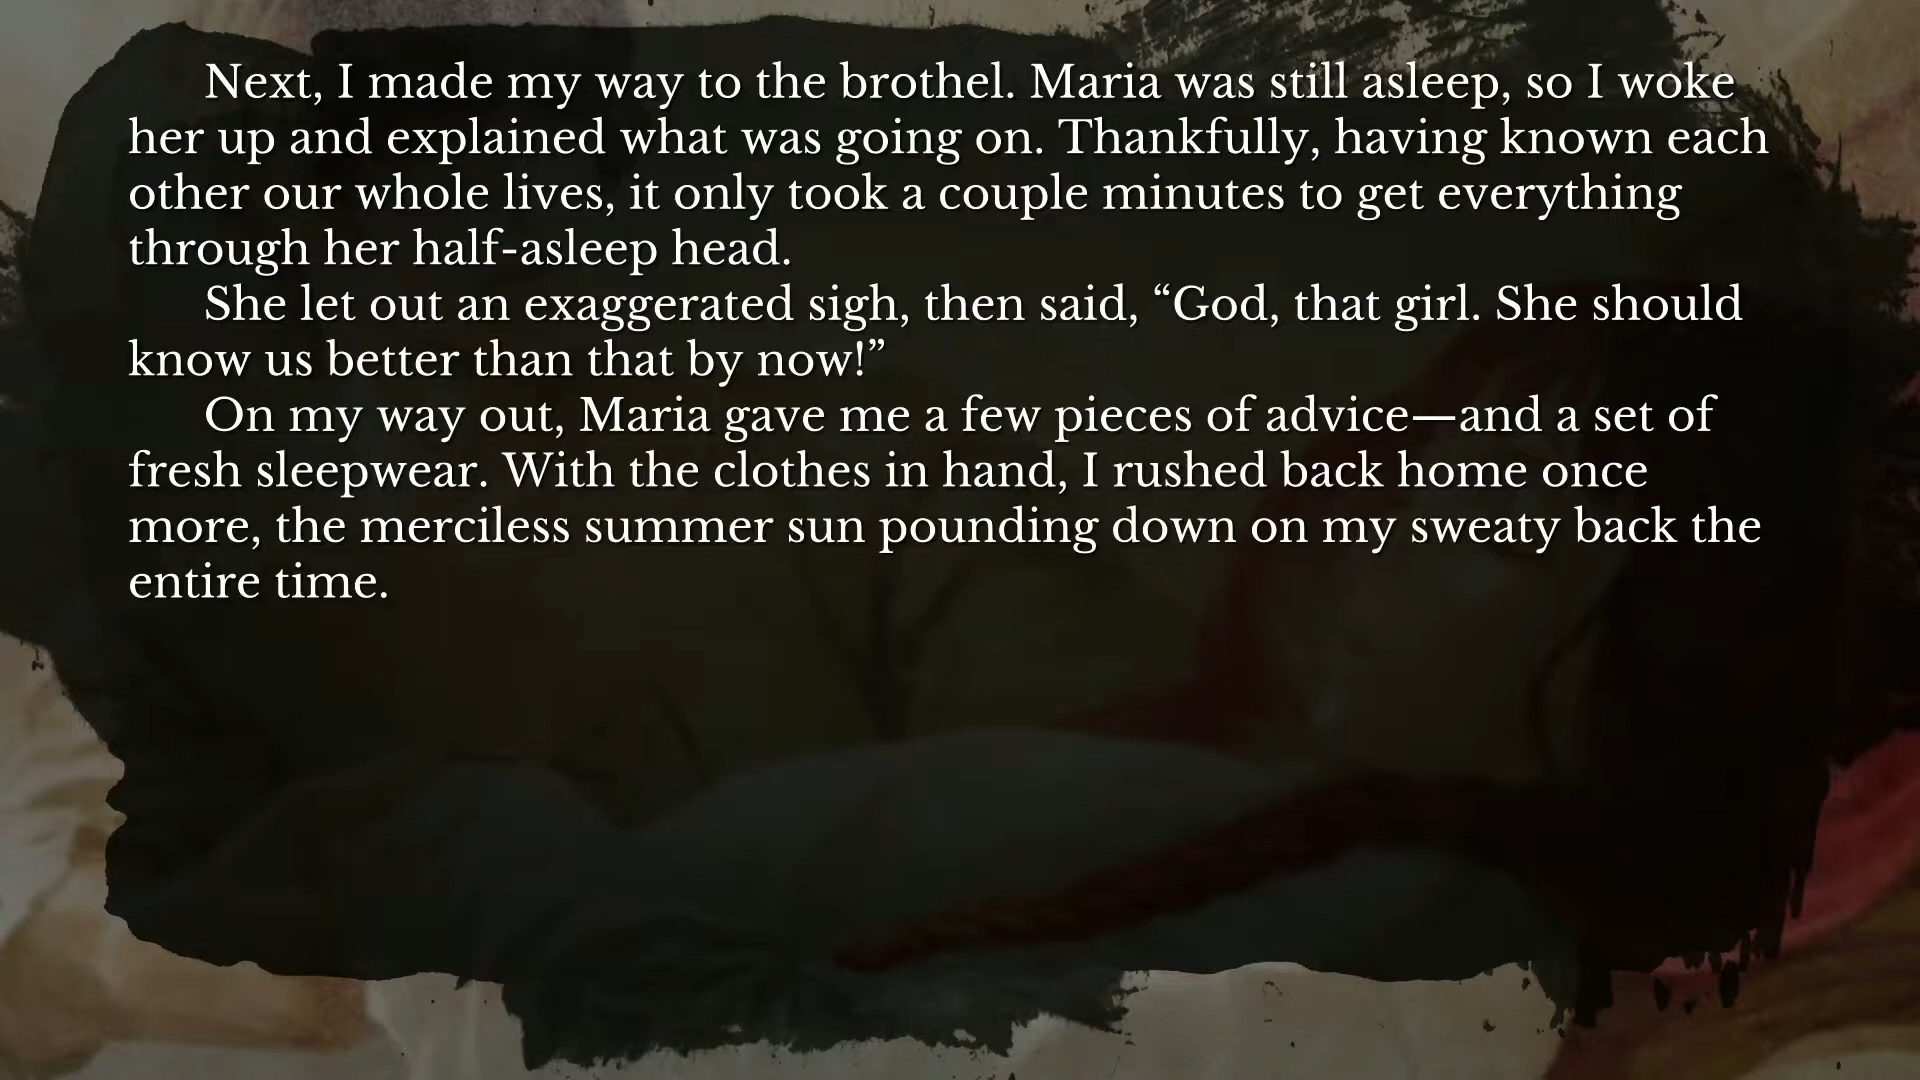 Next, I made my way to the brothel. Maria was still asleep, so I woke
her up and explained what was going on. Thankfully, having known each
other our whole lives, it only took a couple minutes to get everything
through her half-asleep head.
She let out an exaggerated sigh, then said, “God, that girl. She should
know us better than that by now!”
On my way out, Maria gave me a few pieces of advice—and a set of
fresh sleepwear. With the clothes in hand, I rushed back home once
more, the merciless summer sun pounding down on my sweaty back the
entire time.